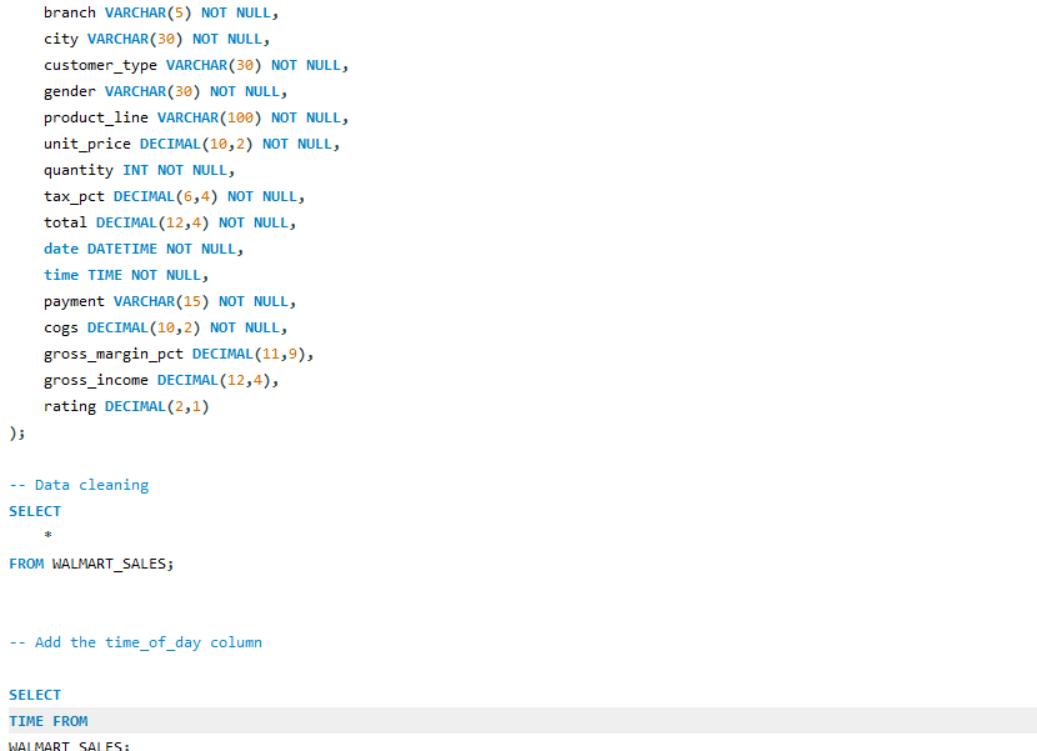 branch VARCHAR(5) NOT NULL,
city VARCHAR(30) NOT NULL,
customer_type VARCHAR(30) NOT NULL,
gender VARCHAR(30) NOT NULL,
product_line VARCHAR(100) NOT NULL,
unit_price DECIMAL(10,2) NOT NULL,
quantity INT NOT NULL,
tax_pct DECIMAL(6,4) NOT NULL,
total DECIMAL(12,4) NOT NULL,
date DATETIME NOT NULL,
time TIME NOT NULL,
payment VARCHAR(15) NOT NULL,
cogs DECIMAL(10,2) NOT NULL,
gross_margin_pct DECIMAL(11,9),
gross_income DECIMAL(12,4),
rating DECIMAL(2,1)
);
-- Data cleaning
SELECT
*
FROM WALMART_SALES;
-- Add the time_of_day column
SELECT
TIME FROM
WALMART_SALES;